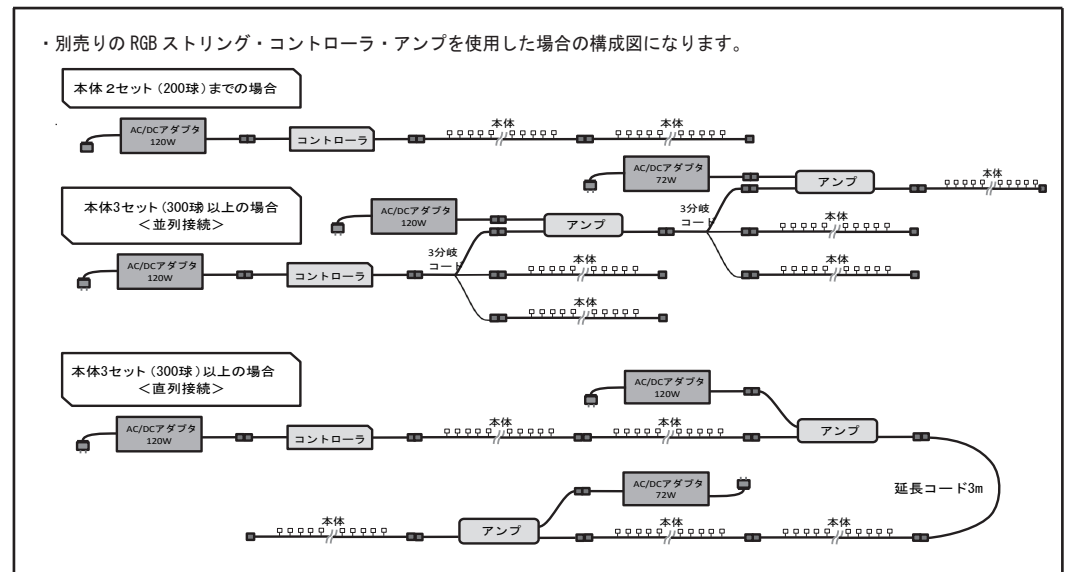 ・別売りの RGB ストリング・コントローラ・アンプを使用した場合の構成図になります。
本体２セット（200球）までの場合
AC/DCアダプタ
120W
コントローラ
本体
本体
AC/DCアダプタ
72W
アンプ
本体
本体3セット（300球）以上の場合
＜並列接続＞
AC/DCアダプタ
120W
アンプ
3分岐
コード
本体
3分岐
コード
AC/DCアダプタ
120W
コントローラ
本体
本体
本体
本体3セット（300球）以上の場合
＜直列接続＞
AC/DCアダプタ
120W
AC/DCアダプタ
120W
コントローラ
本体
本体
アンプ
延長コード3m
AC/DCアダプタ
72W
本体
アンプ
本体
本体